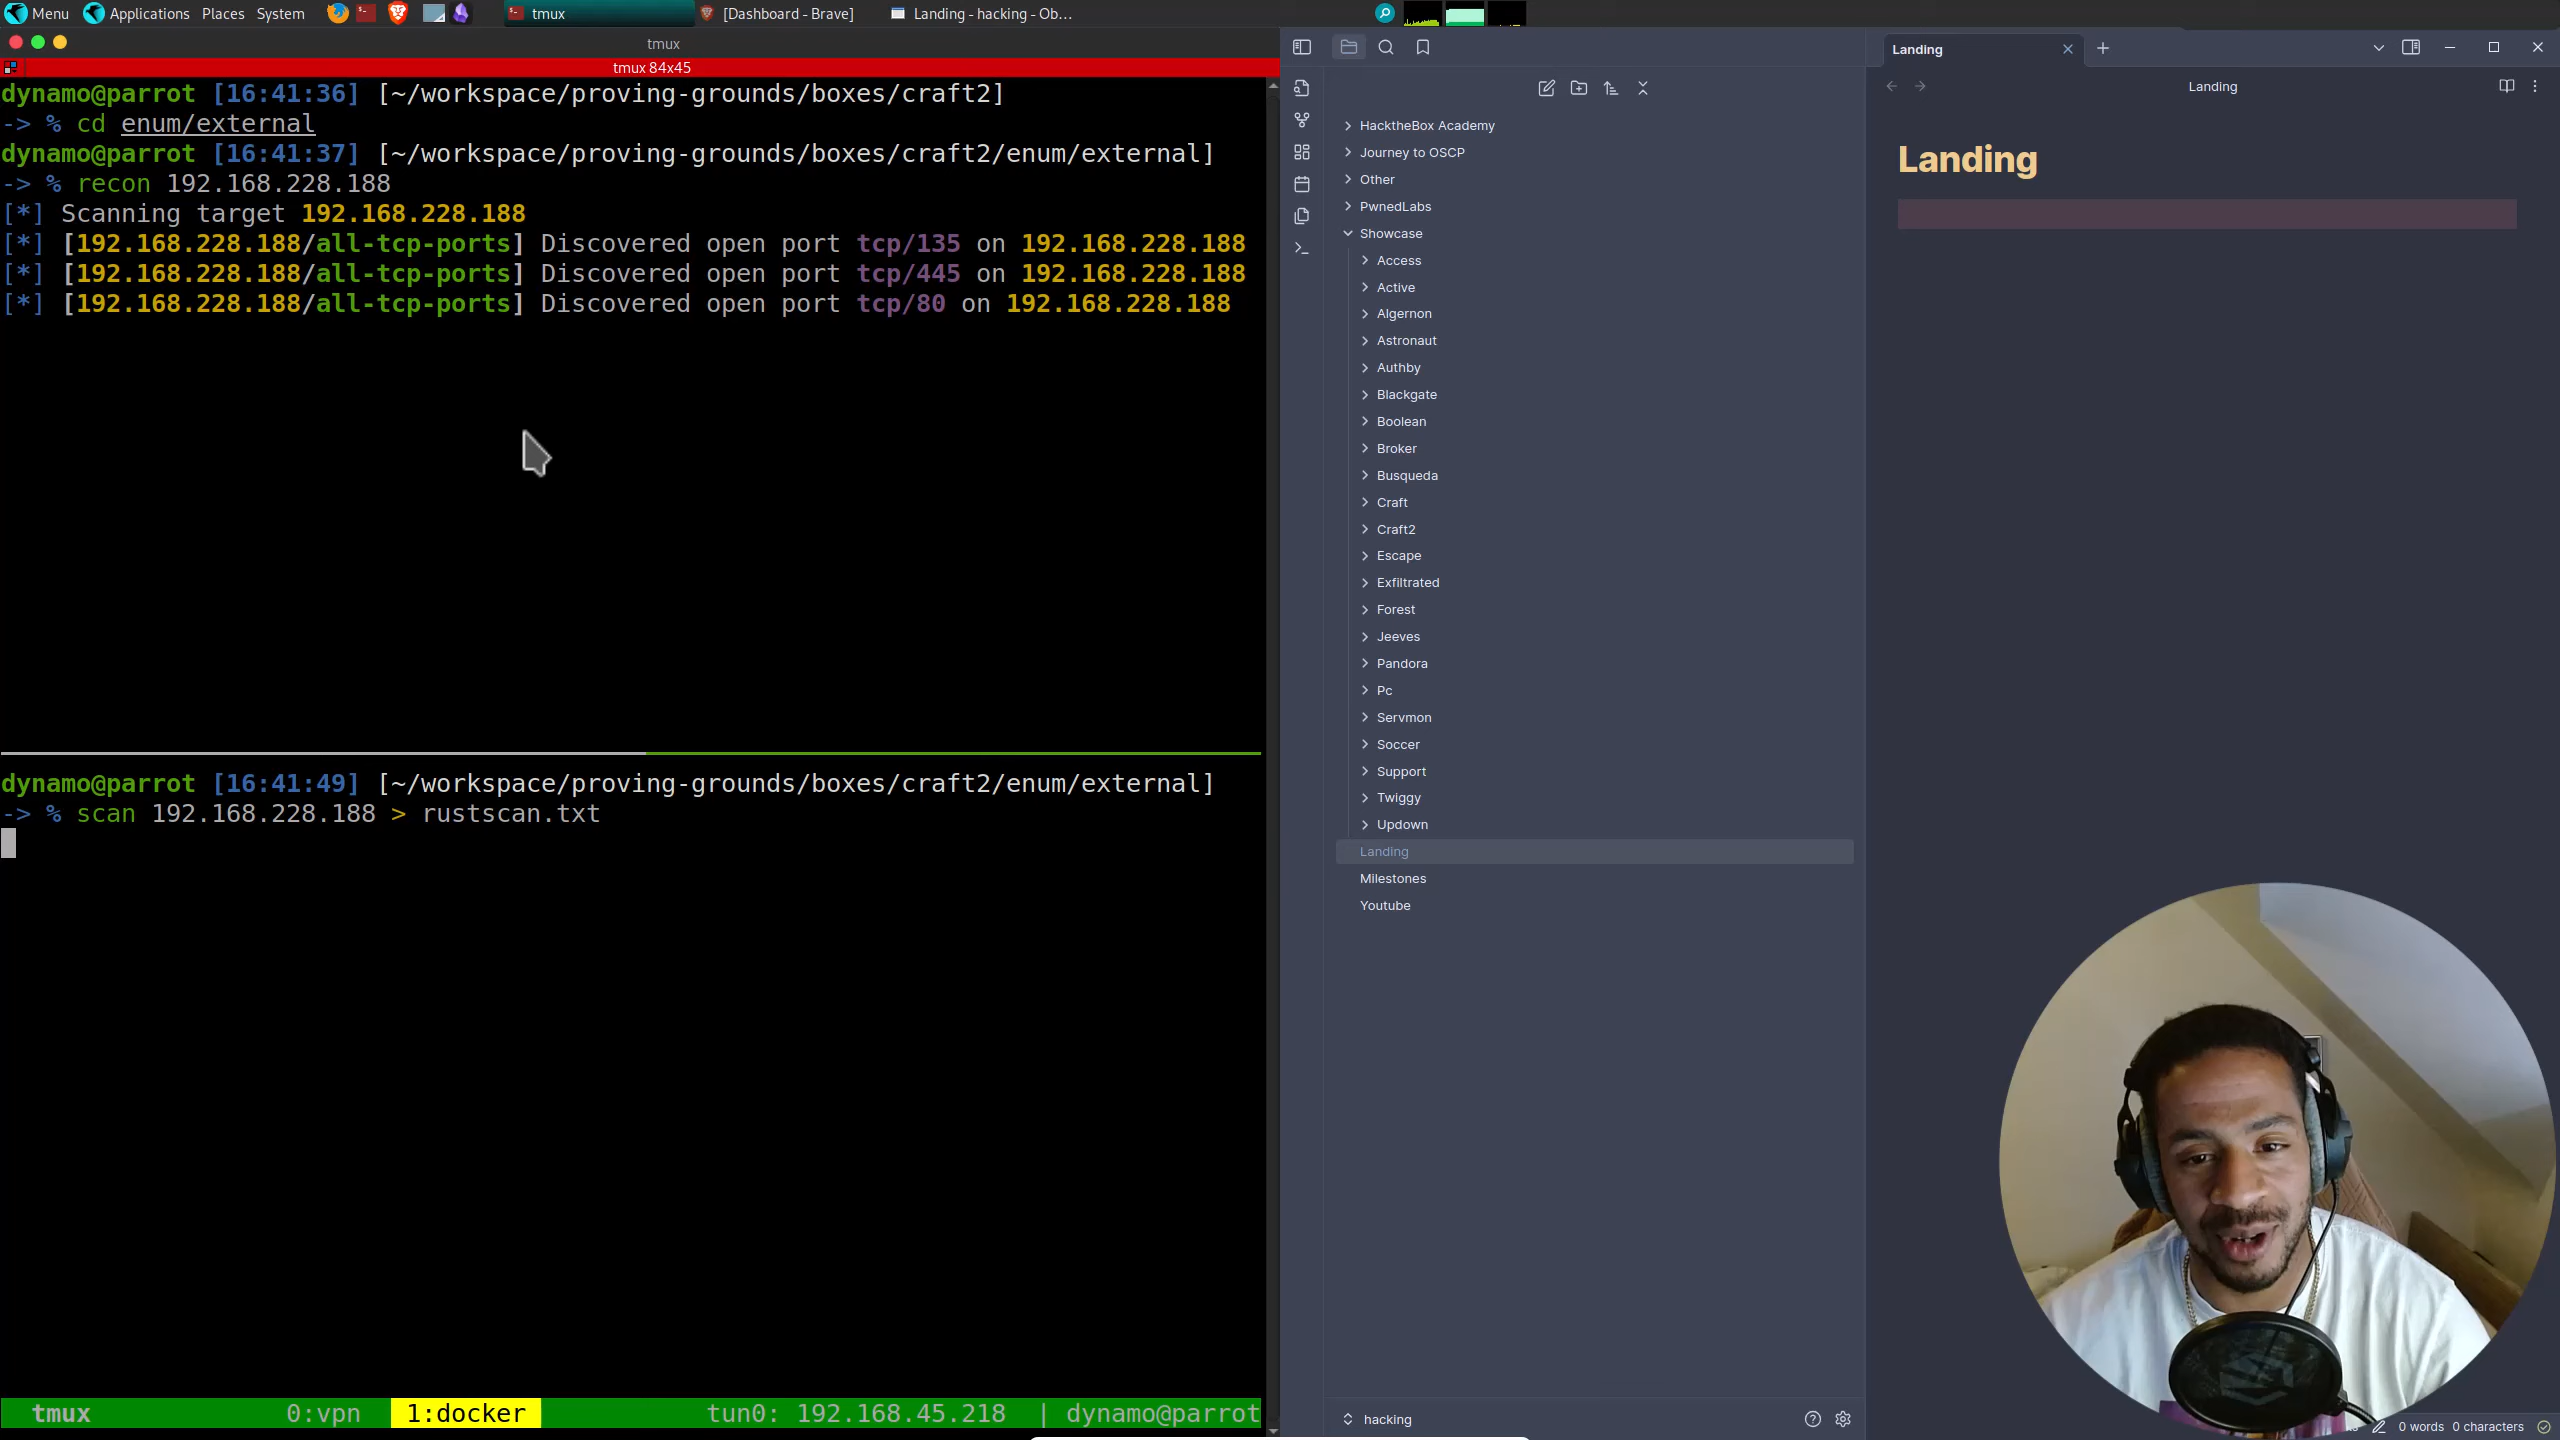 Menu Applications Places System tmux [Dashboard - Brave] Landing - hacking - Ob...
tmux
tmux 84x45
dynamo@parrot [16:41:36] [~/workspace/proving-grounds/boxes/craft2]
-> % cd enum/external
dynamo@parrot [16:41:37] [~/workspace/proving-grounds/boxes/craft2/enum/external]
-> % recon 192.168.228.188
[*] Scanning target 192.168.228.188
[*] [192.168.228.188/all-tcp-ports] Discovered open port tcp/135 on 192.168.228.188
[*] [192.168.228.188/all-tcp-ports] Discovered open port tcp/445 on 192.168.228.188
[*] [192.168.228.188/all-tcp-ports] Discovered open port tcp/80 on 192.168.228.188
dynamo@parrot [16:41:49] [~/workspace/proving-grounds/boxes/craft2/enum/external]
-> % scan 192.168.228.188 > rustscan.txt
tmux 0:vpn 1:docker tun0: 192.168.45.218 | dynamo@parrot
HacktheBox Academy
Journey to OSCP
Other
PwnedLabs
Showcase
Access
Active
Algernon
Astronaut
Authby
Blackgate
Boolean
Broker
Busqueda
Craft
Craft2
Escape
Exfiltrated
Forest
Jeeves
Pandora
Pc
Servmon
Soccer
Support
Twiggy
Updown
Landing
Milestones
Youtube
hacking
Landing
Landing
Landing
0 words 0 characters